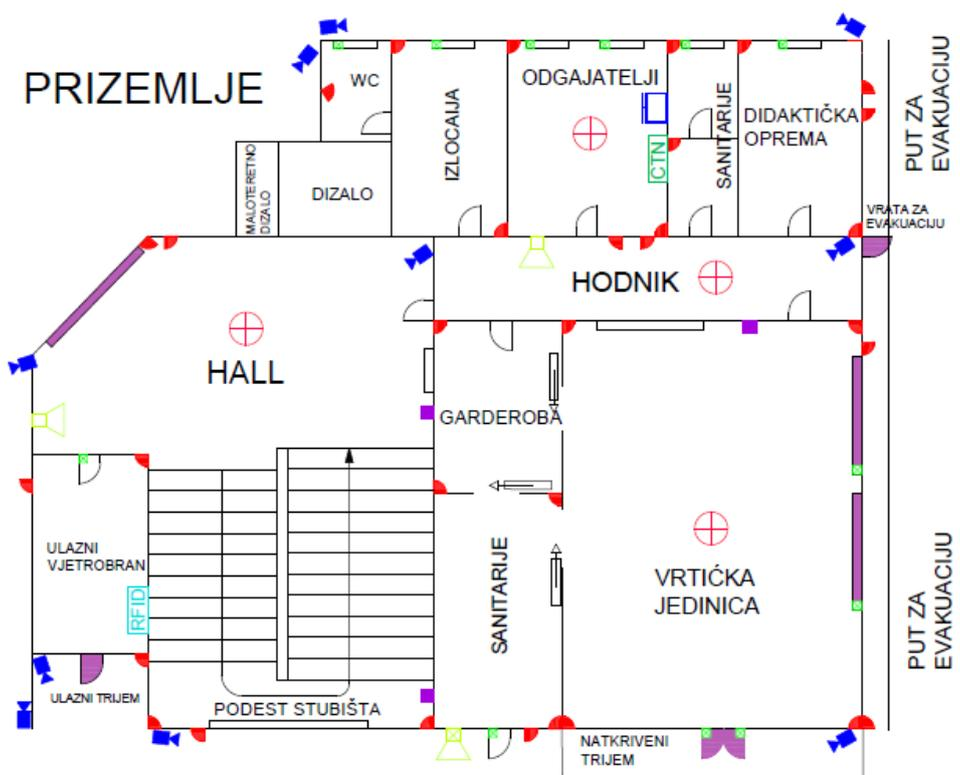 PRIZEMLJE
WC
IZLOCAIJA
ODGAJATELJI
SANITARIJE
DIDAKTIČKA
OPREMA
PUT ZA
EVAKUACIJU
MALOTERETNO
DIZALO
DIZALO
CTN
VRATA ZA
EVAKUACIJU
HODNIK
HALL
GARDEROBA
ULAZNI
VJETROBRAN
RFID
SANITARIJE
VRTIĆKA
JEDINICA
PUT ZA
EVAKUACIJU
ULAZNI TRIJEM
PODEST STUBIŠTA
NATKRIVENI
TRIJEM